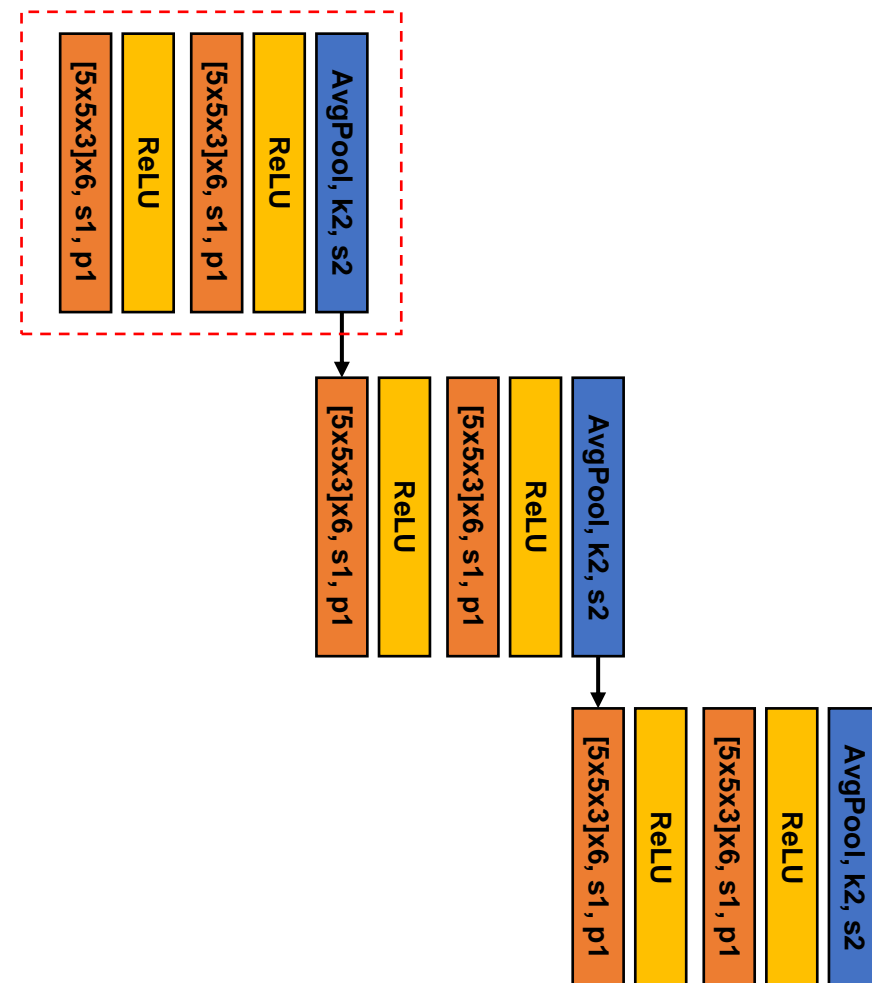 [5x5x3]x6, s1, p1
ReLU
[5x5x3]x6, s1, p1
ReLU
AvgPool, k2, s2
[5x5x3]x6, s1, p1
ReLU
[5x5x3]x6, s1, p1
ReLU
AvgPool, k2, s2
[5x5x3]x6, s1, p1
ReLU
[5x5x3]x6, s1, p1
ReLU
AvgPool, k2, s2